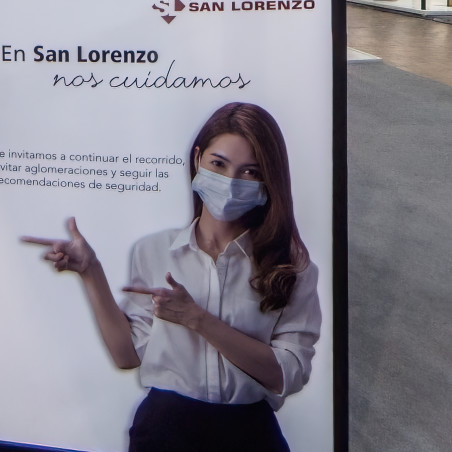 SAN LORENZO
En San Lorenzo
nos cuidamos
e invitamos a continuar el recorrido,
vitar aglomeraciones y seguir las
ecomendaciones de seguridad.